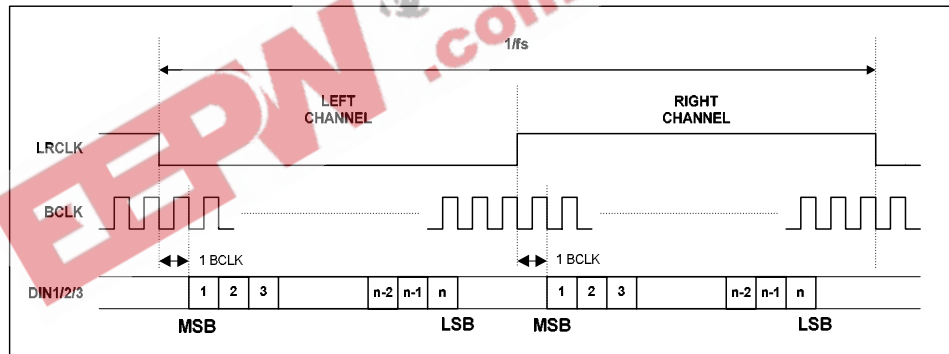 1/fs
LEFT CHANNEL
RIGHT CHANNEL
LRCLK
BCLK
1 BCLK
1 BCLK
DIN1/2/3
1 2 3 n-2 n-1 n 1 2 3 n-2 n-1 n
MSB LSB MSB LSB
EEPW .com